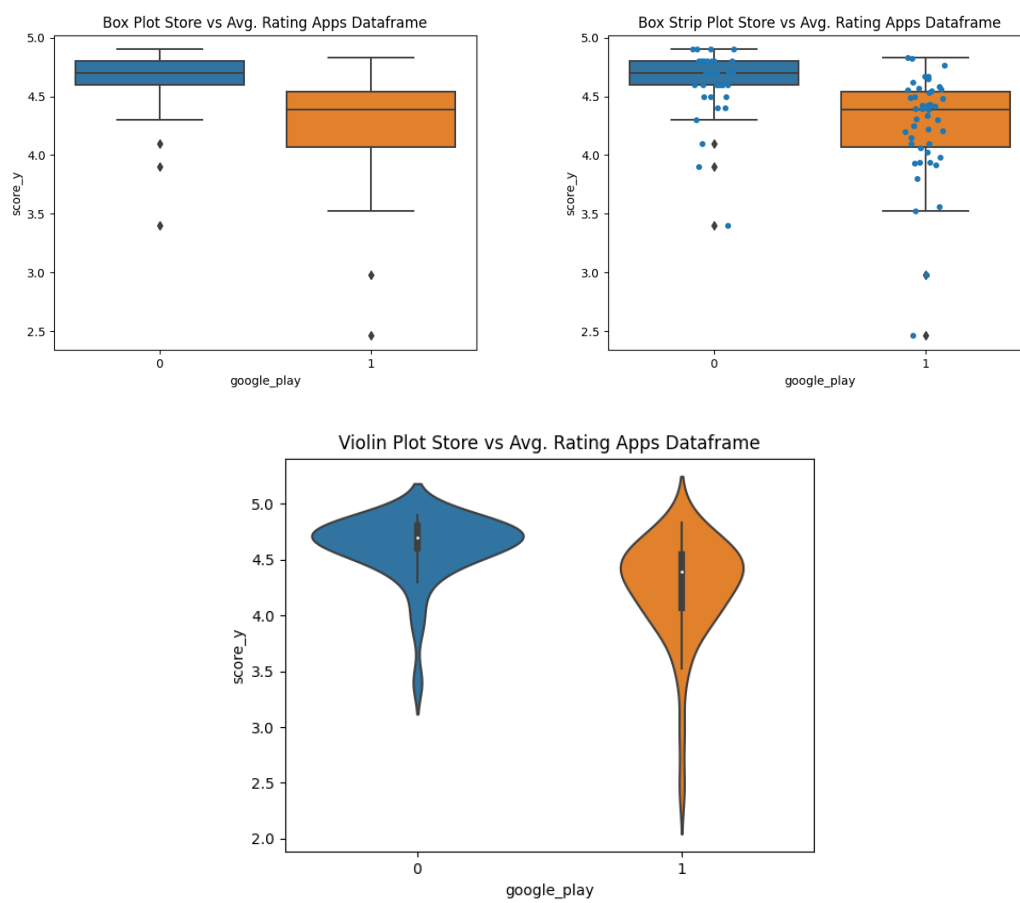 Box Plot Store vs Avg. Rating Apps Dataframe
5.0
4.5
4.0
3.5
3.0
2.5
score_y
0
1
google_play
Box Strip Plot Store vs Avg. Rating Apps Dataframe
5.0
4.5
4.0
3.5
3.0
2.5
score_y
0
1
google_play
Violin Plot Store vs Avg. Rating Apps Dataframe
5.0
4.5
4.0
3.5
3.0
2.5
2.0
score_y
0
1
google_play